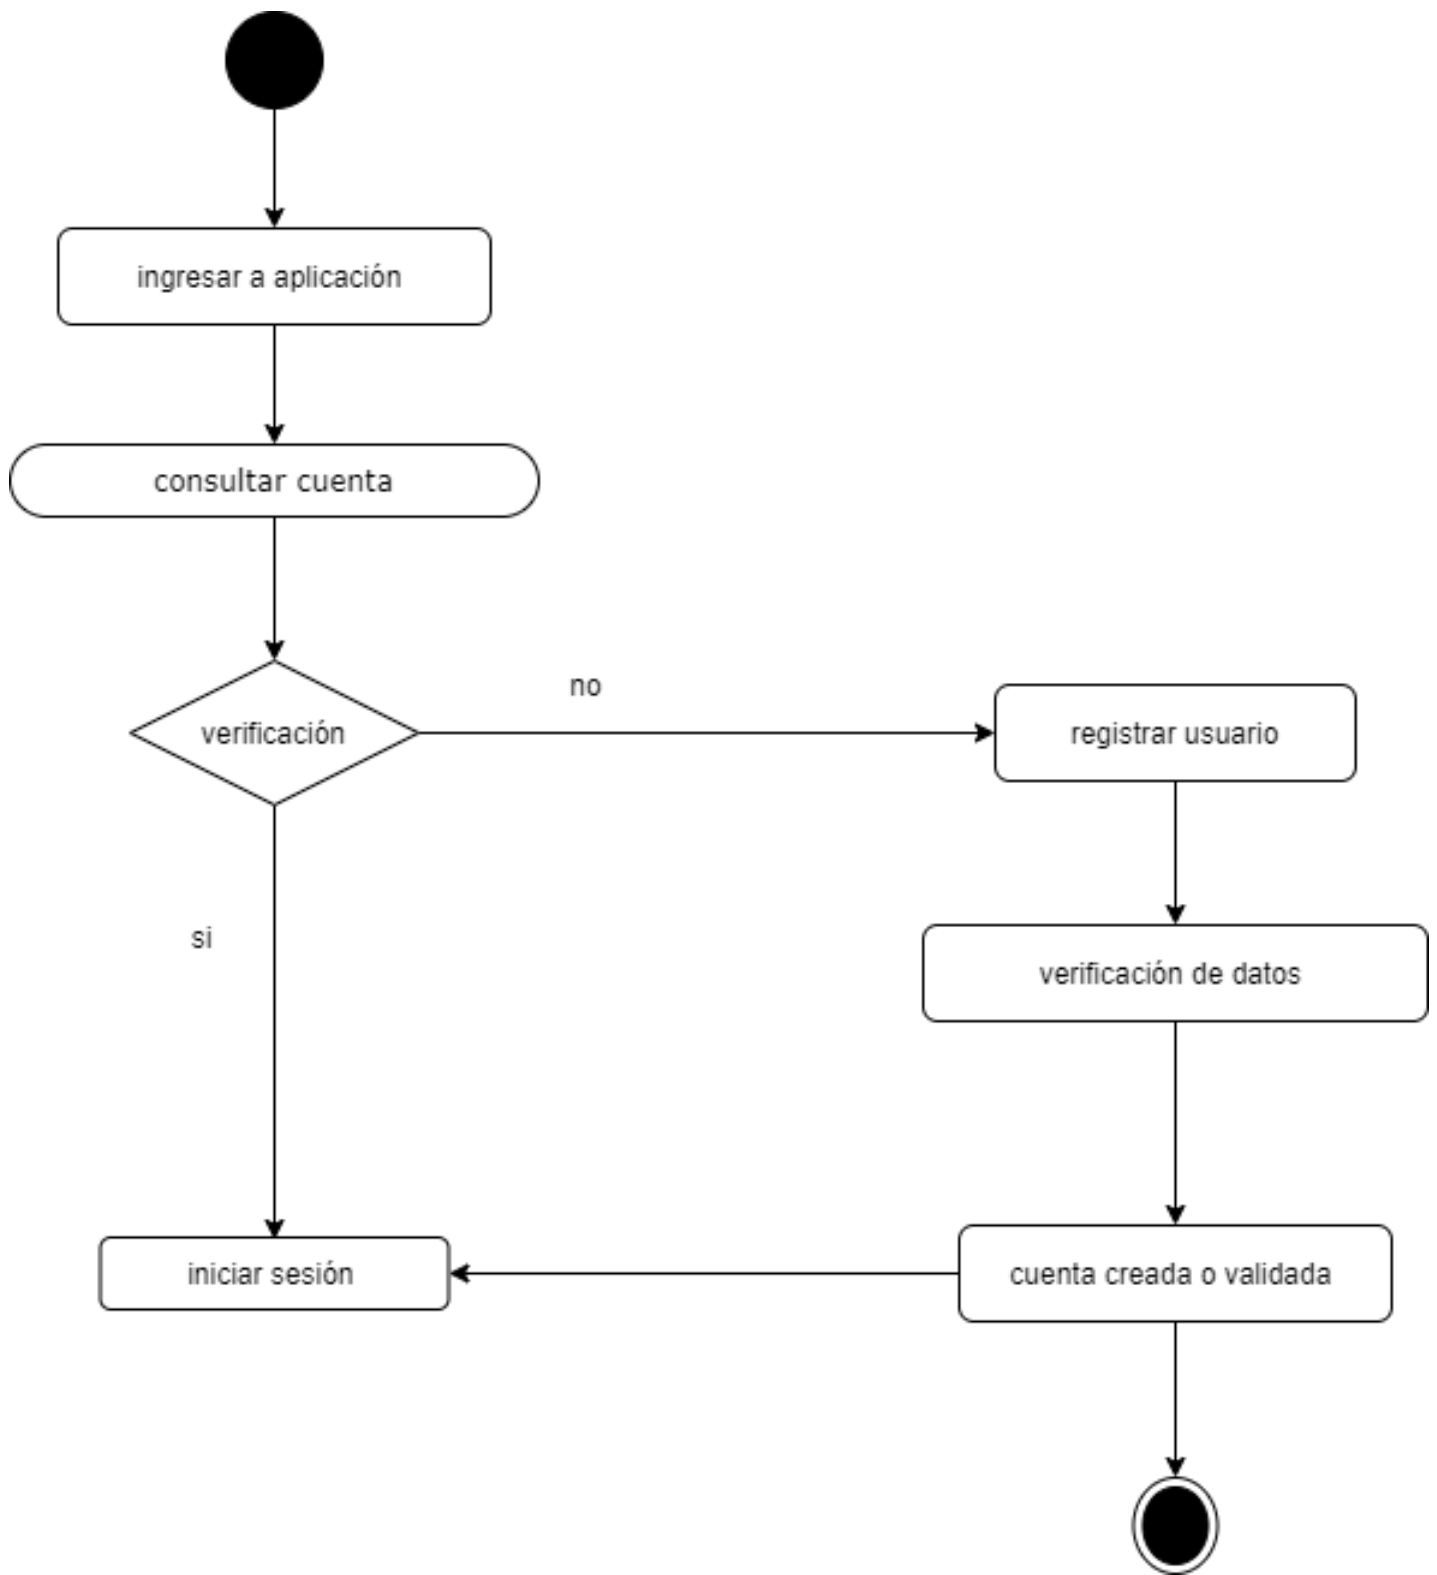 ingresar a aplicación
consultar cuenta
no
verificación
registrar usuario
si
verificación de datos
iniciar sesión
cuenta creada o validada